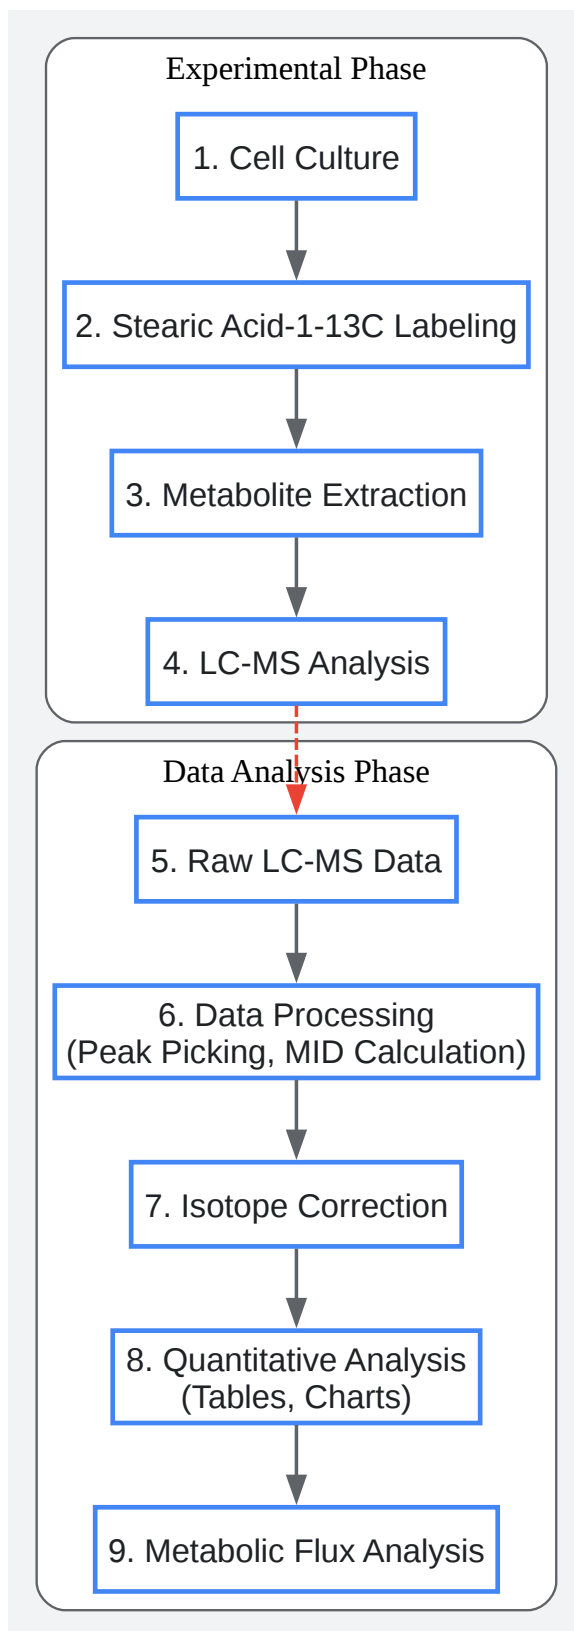 Experimental Phase
1. Cell Culture
2. Stearic Acid-1-13C Labeling
3. Metabolite Extraction
4. LC-MS Analysis
Data Analysis Phase
5. Raw LC-MS Data
6. Data Processing
(Peak Picking, MID Calculation)
7. Isotope Correction
8. Quantitative Analysis
(Tables, Charts)
9. Metabolic Flux Analysis